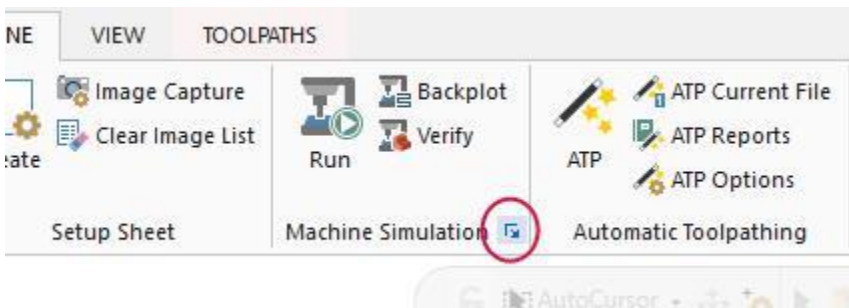 NE VIEW TOOLPATHS
Image Capture
Clear Image List
eate
Setup Sheet
Run
Backplot
Verify
Machine Simulation
ATP
ATP Current File
ATP Reports
ATP Options
Automatic Toolpathing
AutoCursor